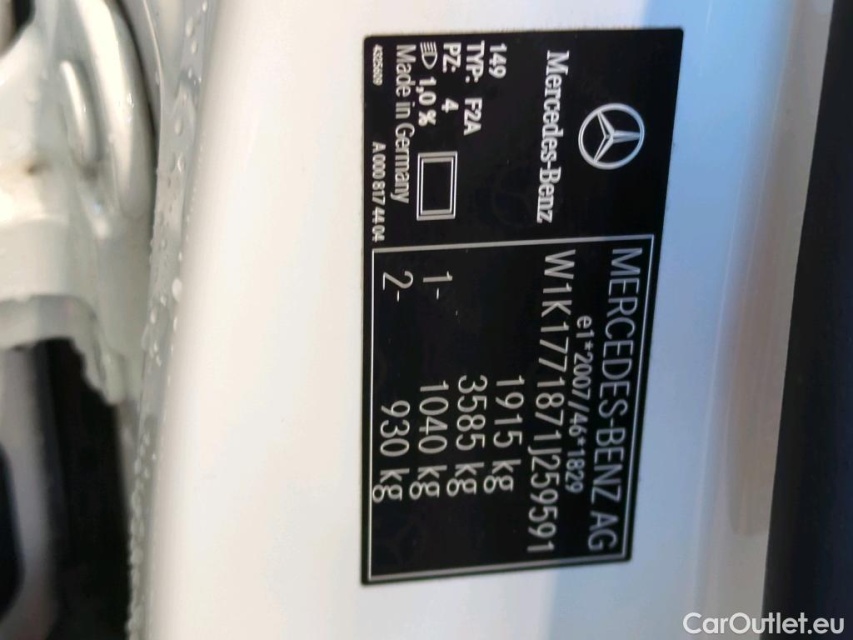 Mercedes-Benz
149
TYP: F2A
PZ: 4
1,0 %
Made in Germany
4325609 A 000 817 44 04
MERCEDES-BENZ AG
e1*2007/46*1829
W1K1771871J259591
1915 kg
3585 kg
1- 1040 kg
2- 930 kg
CarOutlet.eu